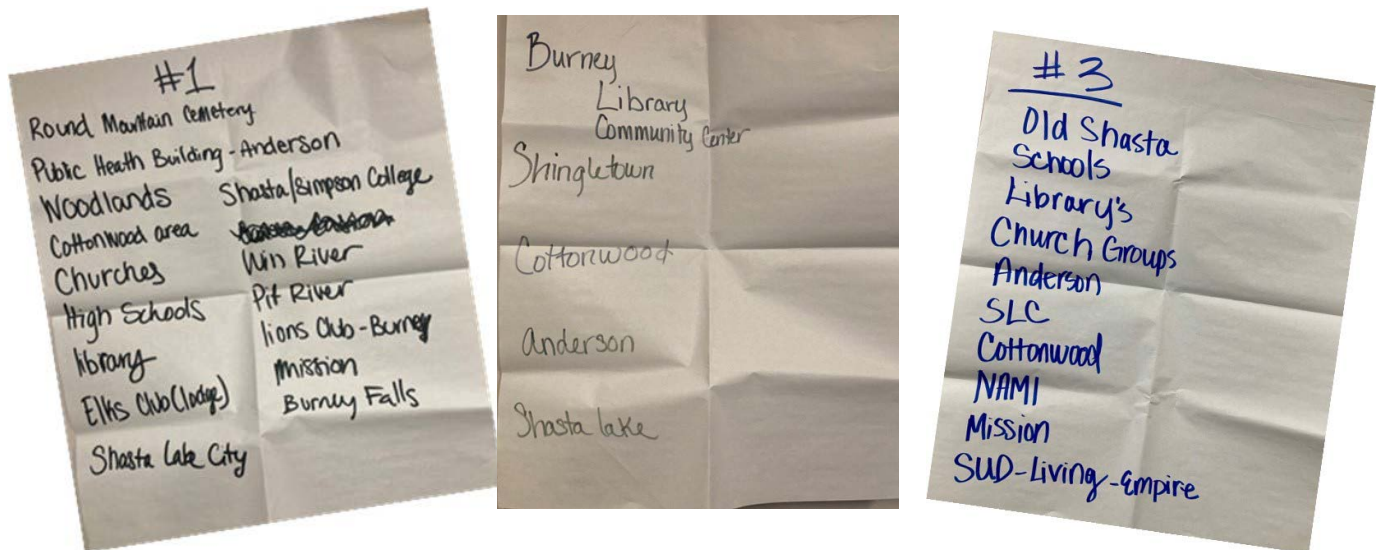 #1
Round Mountain Cemetery
Public Heath Building - Anderson
Woodlands
Cottonwood area
Churches
High Schools
library
Elks Club (lodge)
Shasta Lake City
Shasta/Simpson College
Win River
Pit River
lions Club - Burney
mission
Burney Falls
Burney
Library
Community Center
Shingletown
Cottonwood
Anderson
Shasta lake
#3
Old Shasta
Schools
Library's
Church Groups
Anderson
SLC
Cottonwood
NAMI
Mission
SUD-Living-Empire